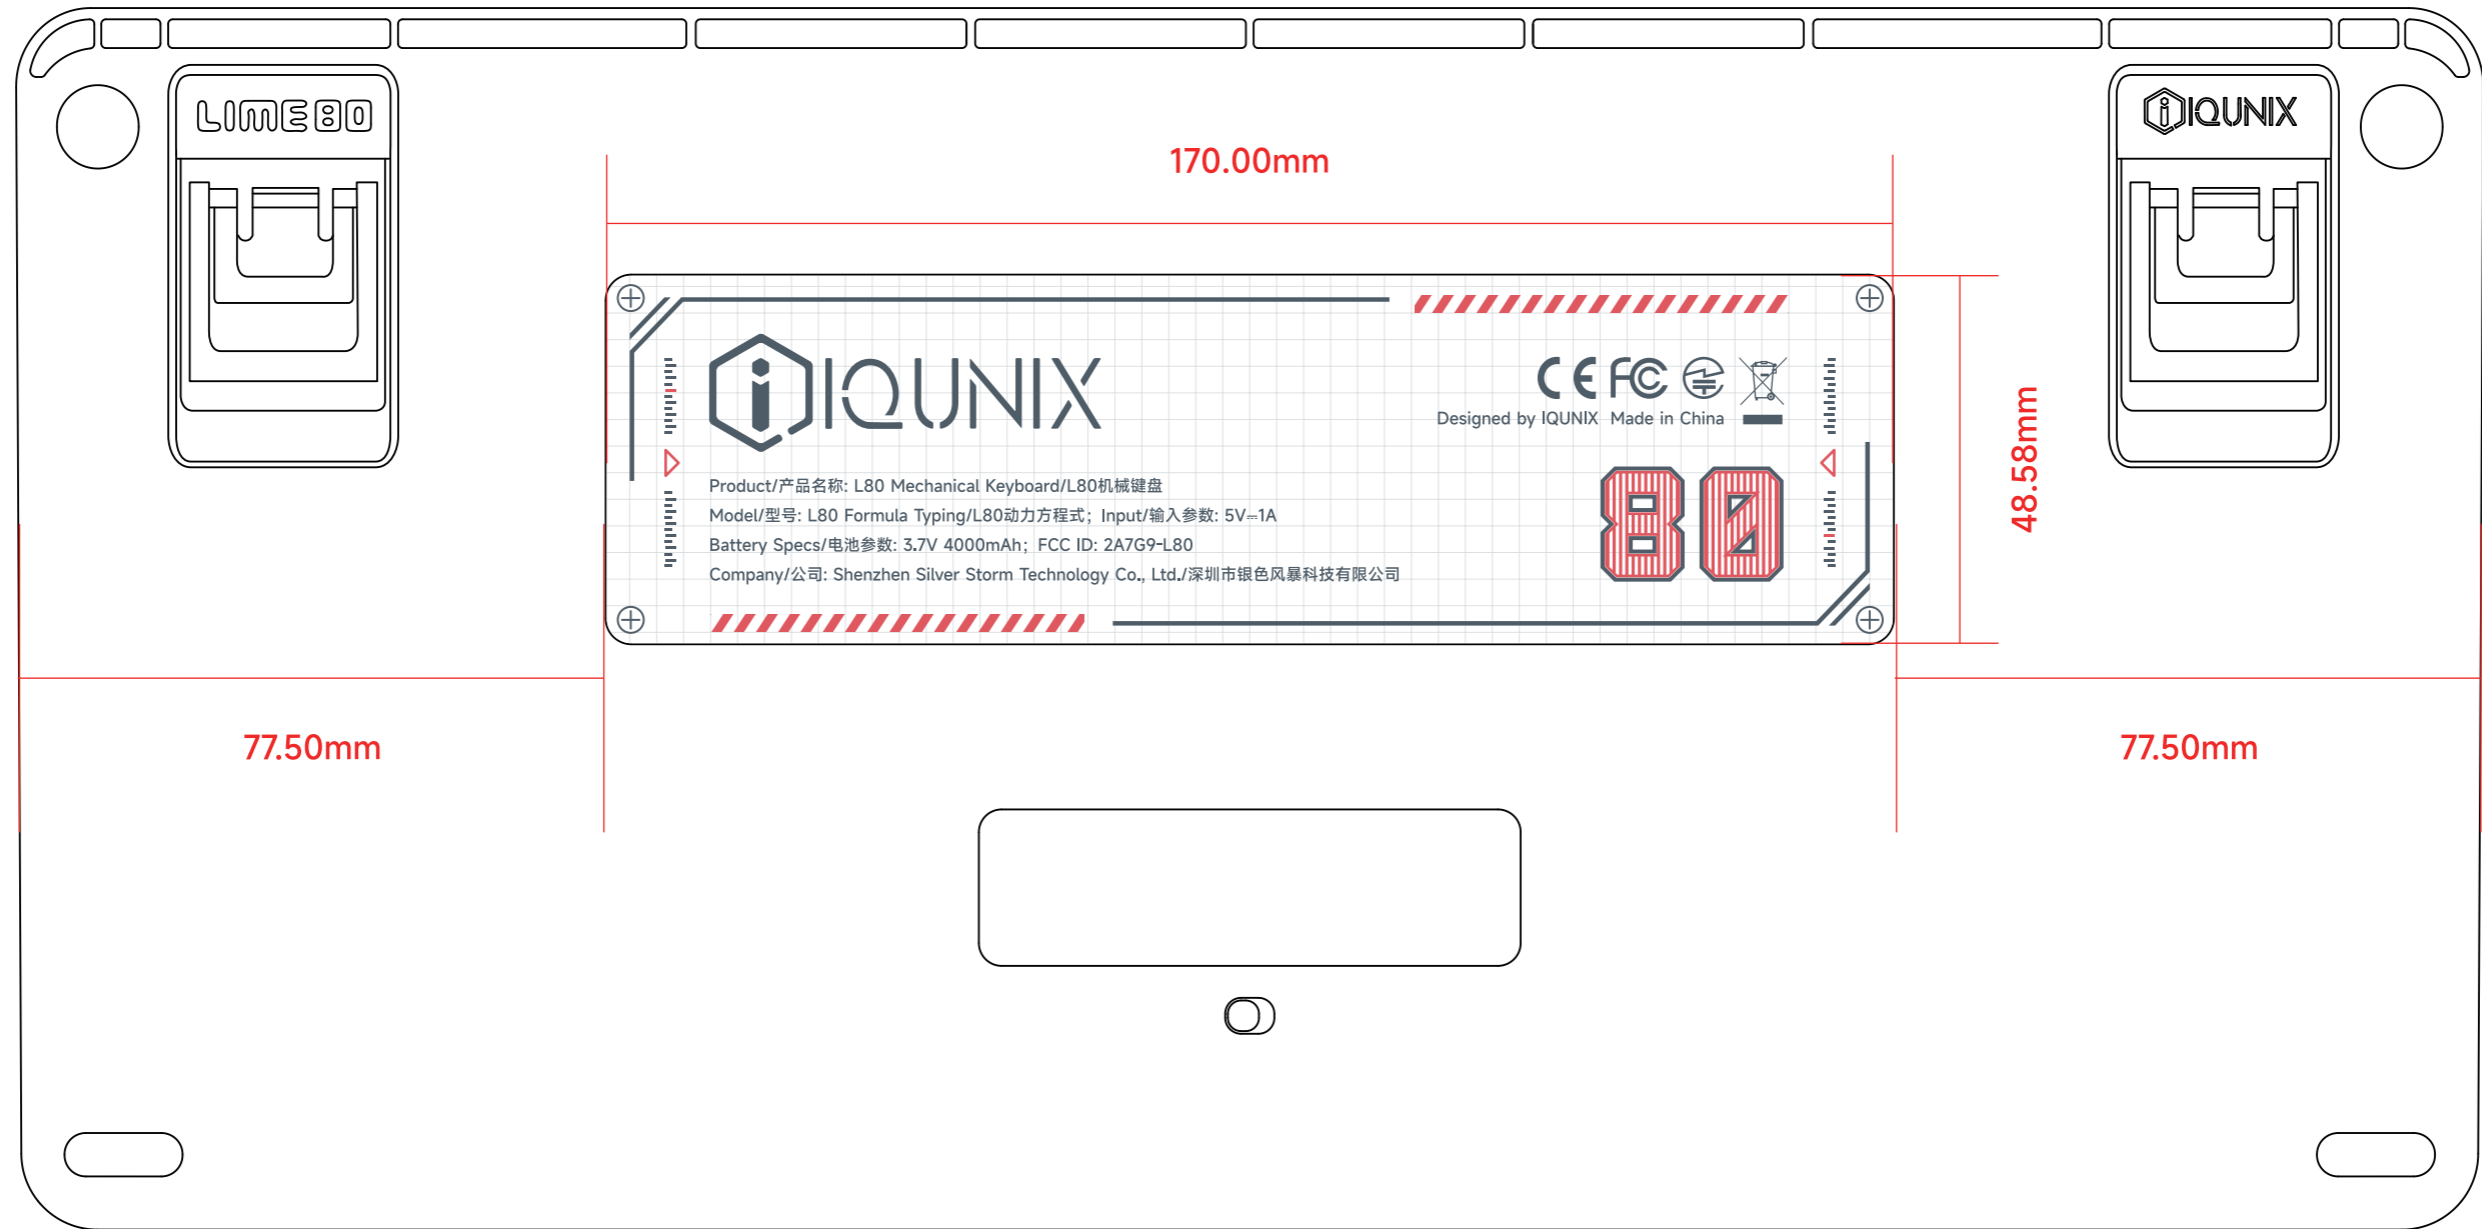 LIME80
IQUNIX
170.00mm
IQUNIX
CE FC
Designed by IQUNIX Made in China
48.58mm
Product/产品名称: L80 Mechanical Keyboard/L80机械键盘
Model/型号: L80 Formula Typing/L80动力方程式; Input/输入参数: 5V⎓1A
Battery Specs/电池参数: 3.7V 4000mAh; FCC ID: 2A7G9-L80
Company/公司: Shenzhen Silver Storm Technology Co., Ltd./深圳市银色风暴科技有限公司
80
77.50mm
77.50mm